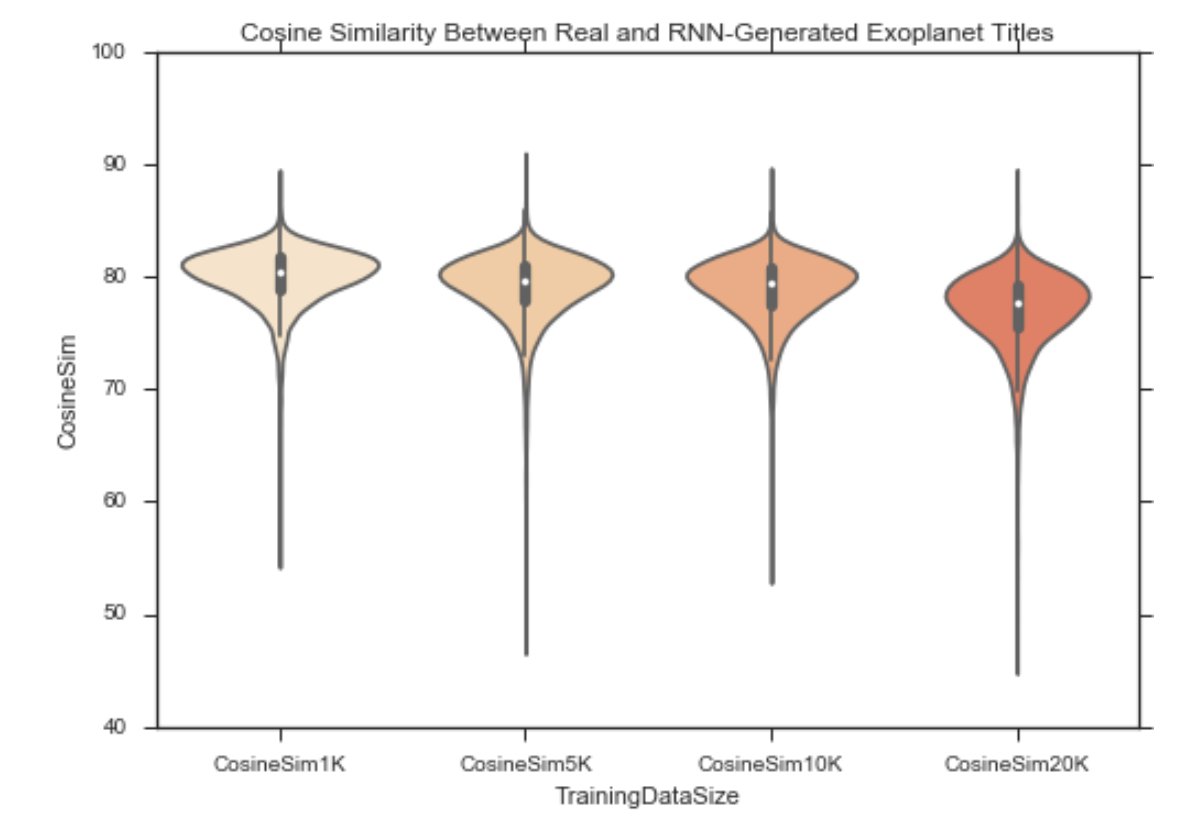 Cosine Similarity Between Real and RNN-Generated Exoplanet Titles
100
90
80
70
60
50
40
CosineSim
CosineSim1K CosineSim5K CosineSim10K CosineSim20K
TrainingDataSize